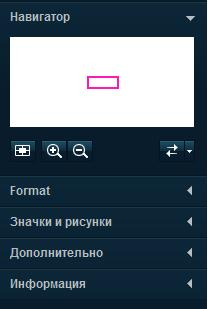 Навигатор
Format
Значки и рисунки
Дополнительно
Информация